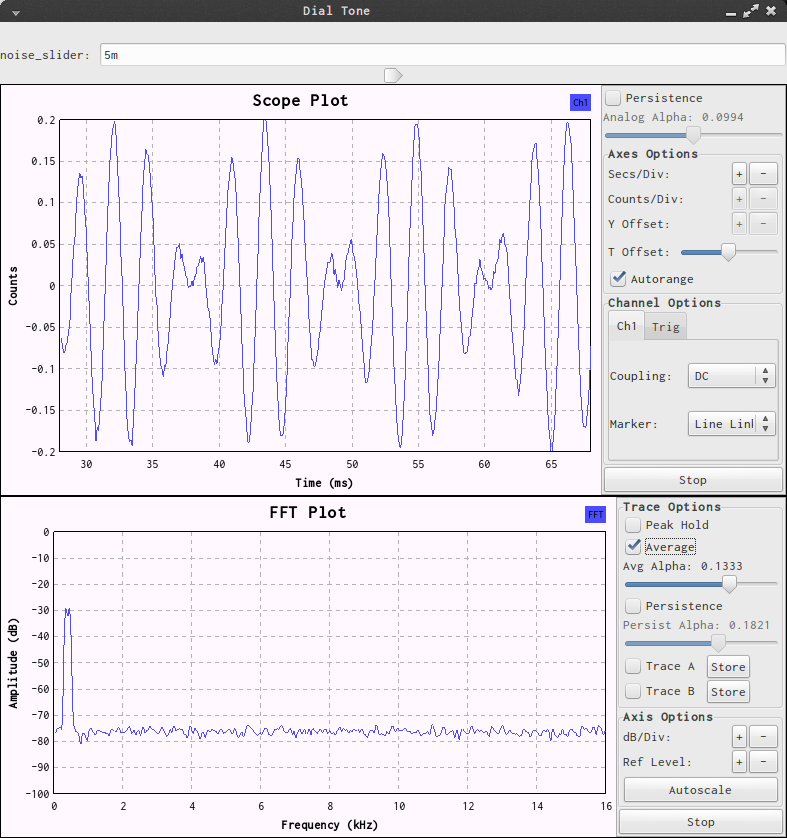 Dial Tone
noise_slider: 5m
Scope Plot
Ch1
0.2
0.15
0.1
0.05
0
-0.05
-0.1
-0.15
-0.2
Counts
30 35 40 45 50 55 60 65
Time (ms)
Persistence
Analog Alpha: 0.0994
Axes Options
Secs/Div: + -
Counts/Div: + -
Y Offset: + -
T Offset:
Autorange
Channel Options
Ch1 Trig
Coupling: DC
Marker: Line Link
Stop
FFT Plot
FFT
0
-10
-20
-30
-40
-50
-60
-70
-80
-90
-100
Amplitude (dB)
0 2 4 6 8 10 12 14 16
Frequency (kHz)
Trace Options
Peak Hold
Average
Avg Alpha: 0.1333
Persistence
Persist Alpha: 0.1821
Trace A Store
Trace B Store
Axis Options
dB/Div: + -
Ref Level: + -
Autoscale
Stop